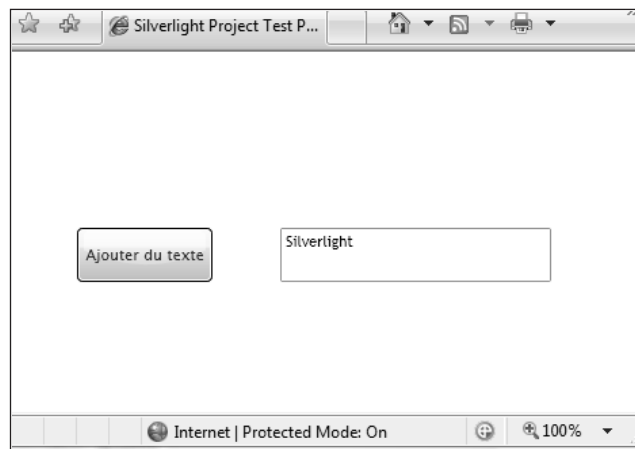 Silverlight Project Test P...
Ajouter du texte
Silverlight
Internet | Protected Mode: On
100%